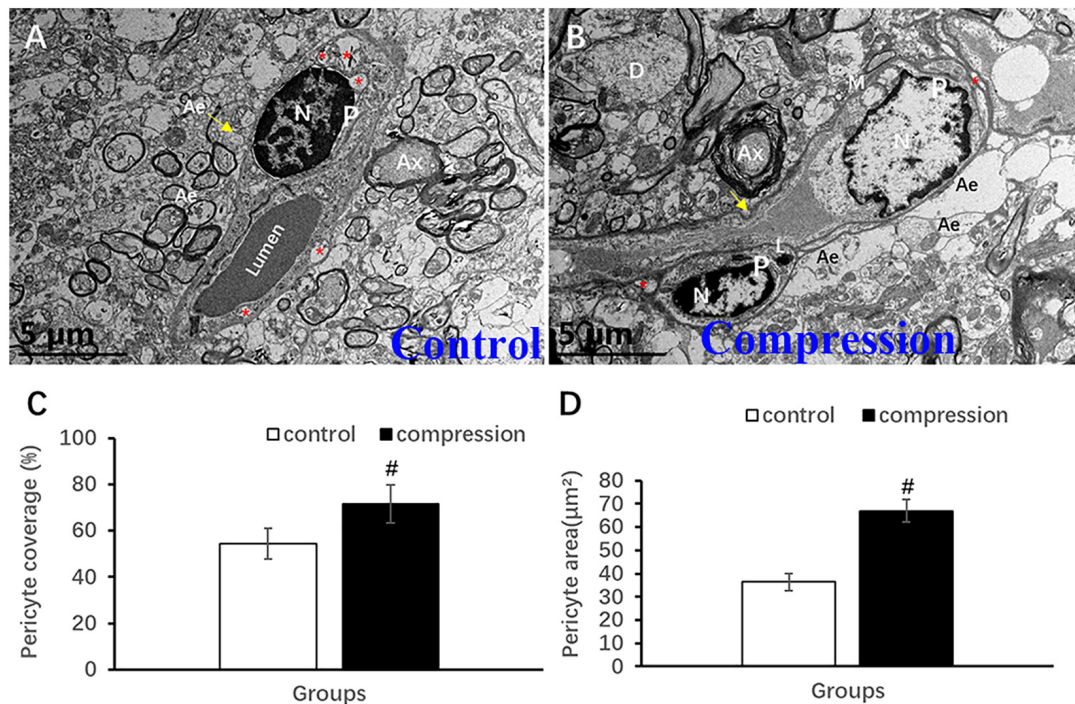 A
* *
*
N
P
Ae
Ax
Ae
Lumen
*
*
5 μm
Control
B
D
M
P
*
N
Ax
Ae
Ae
L
Ae
P
*
N
5 μm
Compression
C
control compression
Pericyte coverage (%)
100
80
60
40
20
0
#
Groups
D
control compression
Pericyte area(μm²)
80
70
60
50
40
30
20
10
0
#
Groups